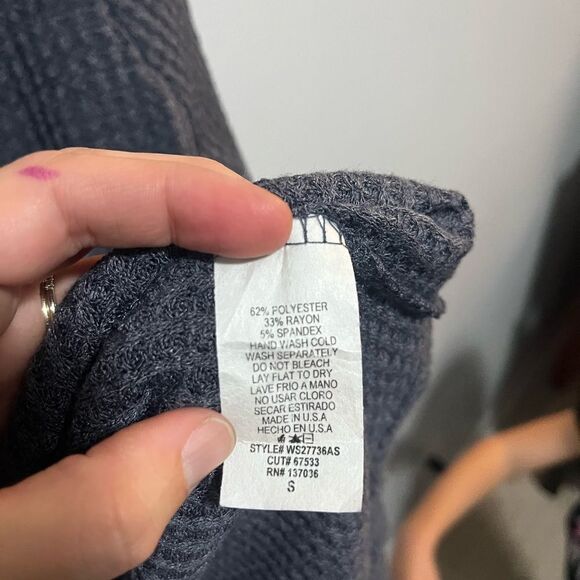 62% POLYESTER
33% RAYON
5% SPANDEX
HAND WASH COLD
WASH SEPARATELY
DO NOT BLEACH
LAY FLAT TO DRY
LAVE FRIO A MANO
NO USAR CLORO
SECAR ESTIRADO
MADE IN U.S.A
HECHO EN U.S.A
STYLE# WS27736AS
CUT# 67533
RN# 137036
S